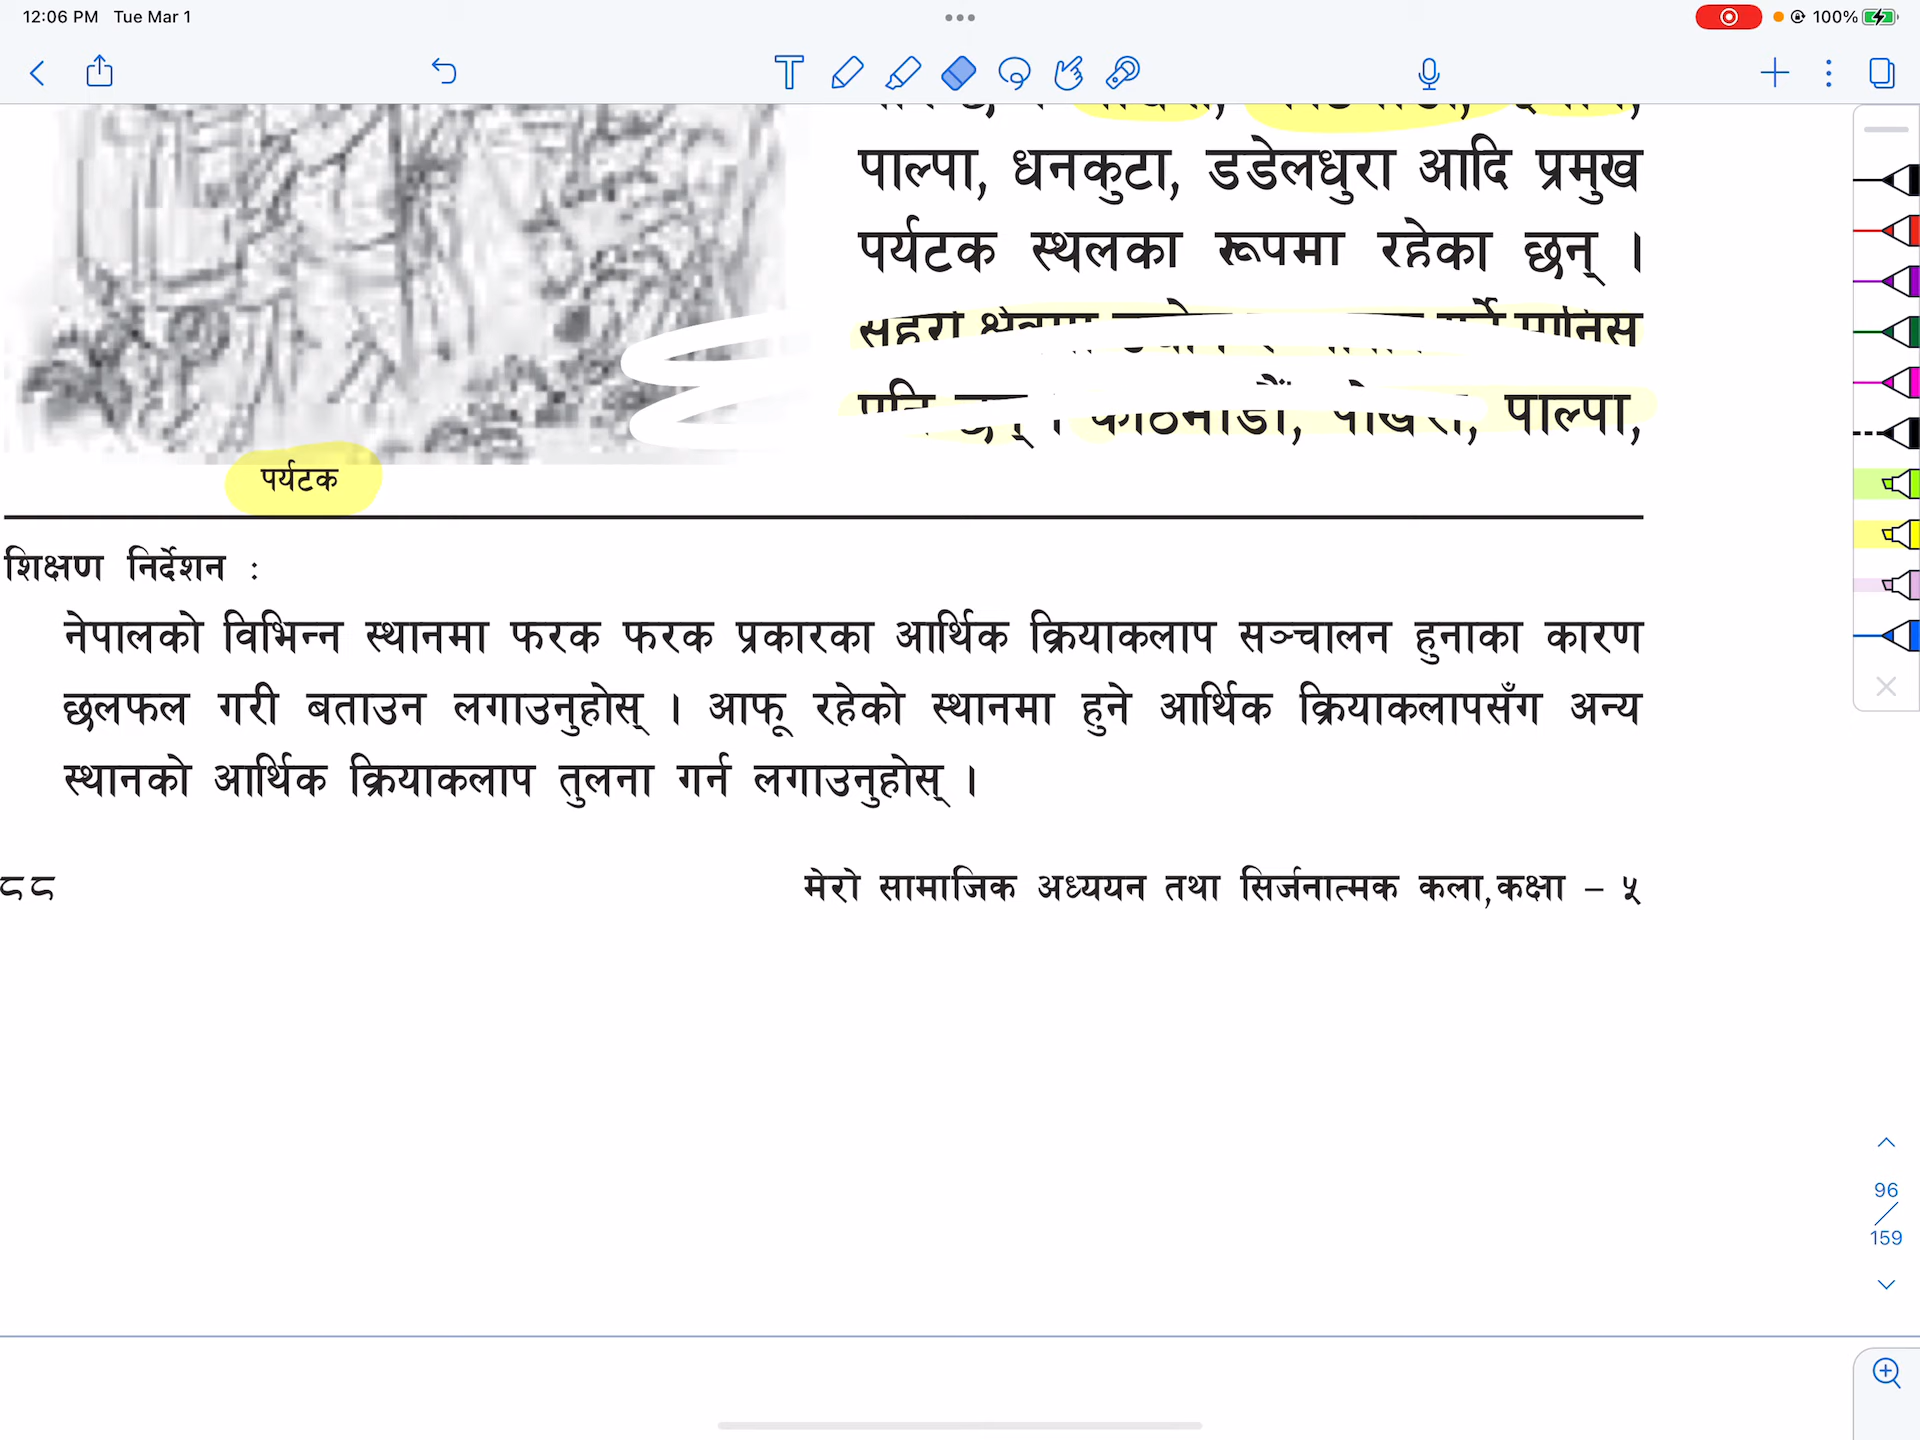 12:06 PM Tue Mar 1
100%
पाल्पा, धनकुटा, डडेलधुरा आदि प्रमुख
पर्यटक स्थलका रूपमा रहेका छन् ।
पाल्पा,
पर्यटक
शिक्षण निर्देशन :
नेपालको विभिन्न स्थानमा फरक फरक प्रकारका आर्थिक क्रियाकलाप सञ्चालन हुनाका कारण
छलफल गरी बताउन लगाउनुहोस् । आफू रहेको स्थानमा हुने आर्थिक क्रियाकलापसँग अन्य
स्थानको आर्थिक क्रियाकलाप तुलना गर्न लगाउनुहोस् ।
८८ मेरो सामाजिक अध्ययन तथा सिर्जनात्मक कला,कक्षा – ५
96
159